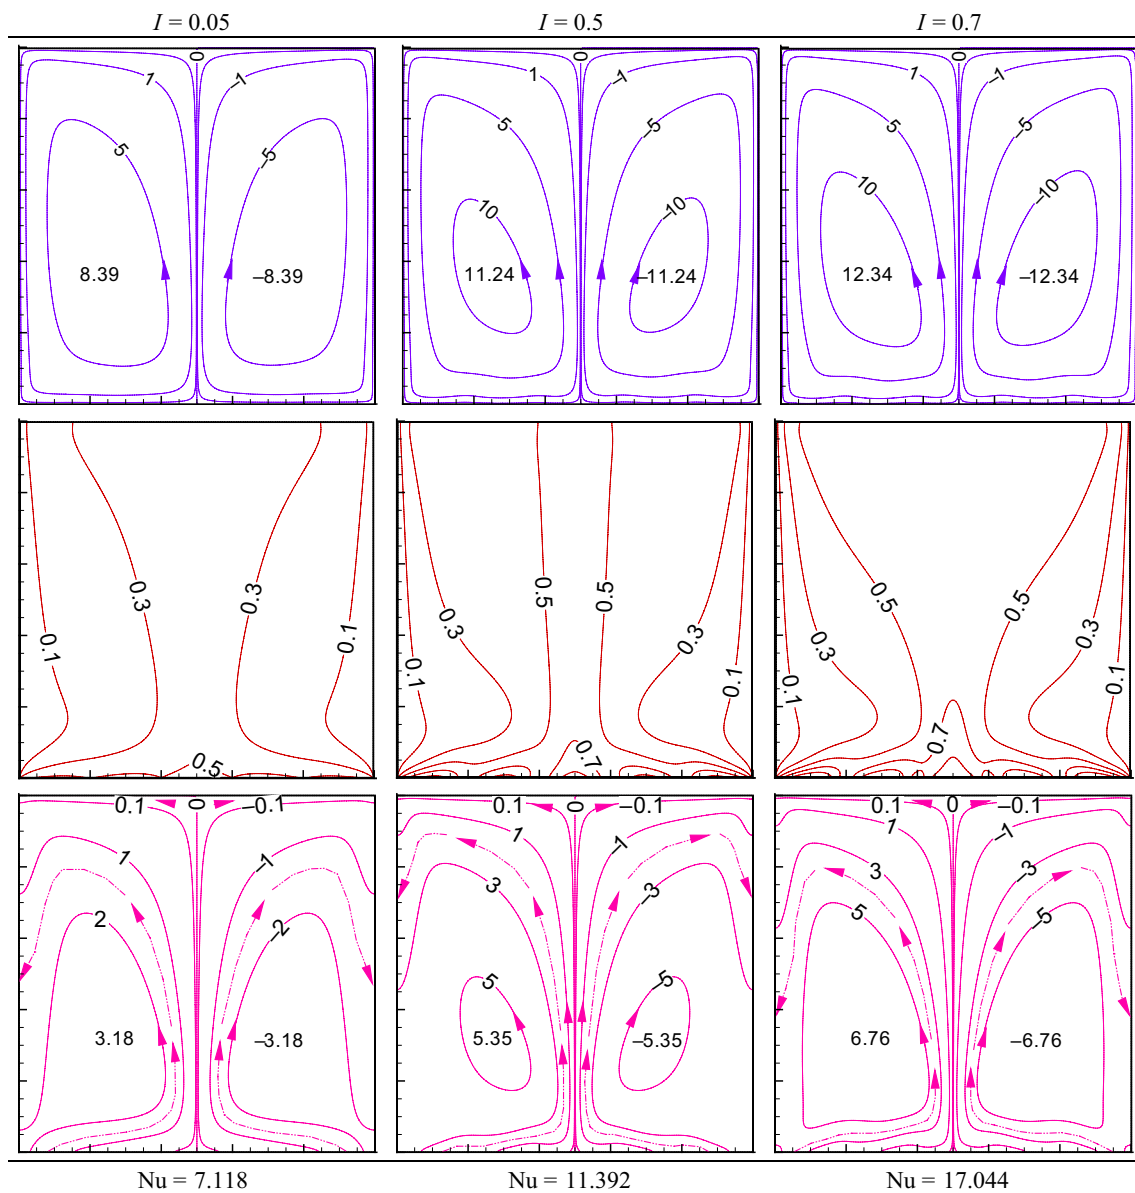 I = 0.05 I = 0.5 I = 0.7
0 0 0
1 –1 1 –1 1 –1
5 –5 5 –5 5 –5
10 –10 10 –10
8.39 –8.39 11.24 –11.24 12.34 –12.34
0.3 0.3 0.5 0.5 0.5 0.5
0.1 0.1 0.3 0.3 0.3 0.3
0.1 0.1 0.1 0.1
0.5 0.7 0.7
0.1 0 –0.1 0.1 0 –0.1 0.1 0 –0.1
1 –1 1 –1 1 –1
2 –2 3 –3 3 –3
5 –5 5 –5
3.18 –3.18 5.35 –5.35 6.76 –6.76
Nu = 7.118 Nu = 11.392 Nu = 17.044